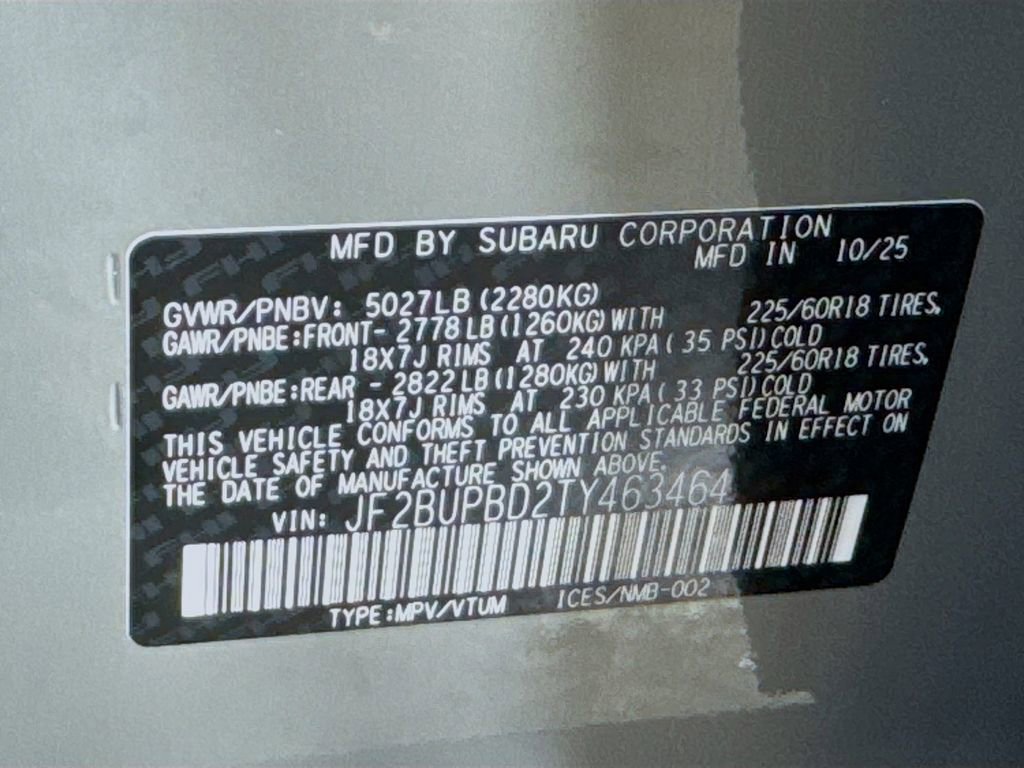 MFD BY SUBARU CORPORATION
MFD IN 10/25
GVWR/PNBV: 5027LB (2280KG)
GAWR/PNBE:FRONT- 2778LB(1260KG)WITH 225/60R18 TIRES,
18X7J RIMS AT 240 KPA( 35 PSI)COLD
GAWR/PNBE:REAR - 2822LB(1280KG)WITH 225/60R18 TIRES,
18X7J RIMS AT 230 KPA( 33 PSI)COLD
THIS VEHICLE CONFORMS TO ALL APPLICABLE FEDERAL MOTOR
VEHICLE SAFETY AND THEFT PREVENTION STANDARDS IN EFFECT ON
THE DATE OF MANUFACTURE SHOWN ABOVE.
VIN: JF2BUPBD2TY463464
TYPE:MPV/VTUM ICES/NMB-002